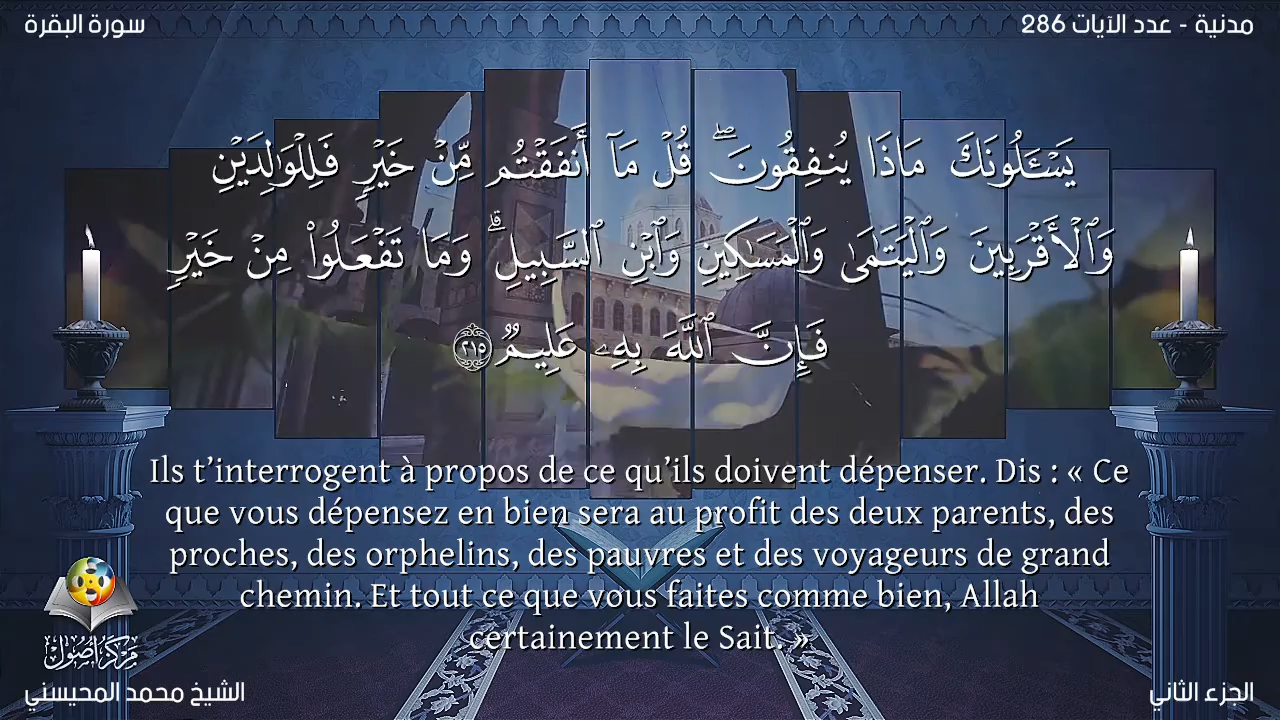 مدنية - عدد الآيات 286
سورة البقرة
يَسْـَٔلُونَكَ مَاذَا يُنفِقُونَ ۖ قُلْ مَآ أَنفَقْتُم مِّنْ خَيْرٍ فَلِلْوَٰلِدَيْنِ
وَٱلْأَقْرَبِينَ وَٱلْيَتَـٰمَىٰ وَٱلْمَسَـٰكِينِ وَٱبْنِ ٱلسَّبِيلِ ۗ وَمَا تَفْعَلُوا۟ مِنْ خَيْرٍ
فَإِنَّ ٱللَّهَ بِهِۦ عَلِيمٌ ٢١٥
Ils t’interrogent à propos de ce qu’ils doivent dépenser. Dis : « Ce
que vous dépensez en bien sera au profit des deux parents, des
proches, des orphelins, des pauvres et des voyageurs de grand
chemin. Et tout ce que vous faites comme bien, Allah
certainement le Sait. »
مركز أصول
الجزء الثاني
الشيخ محمد المحيسني